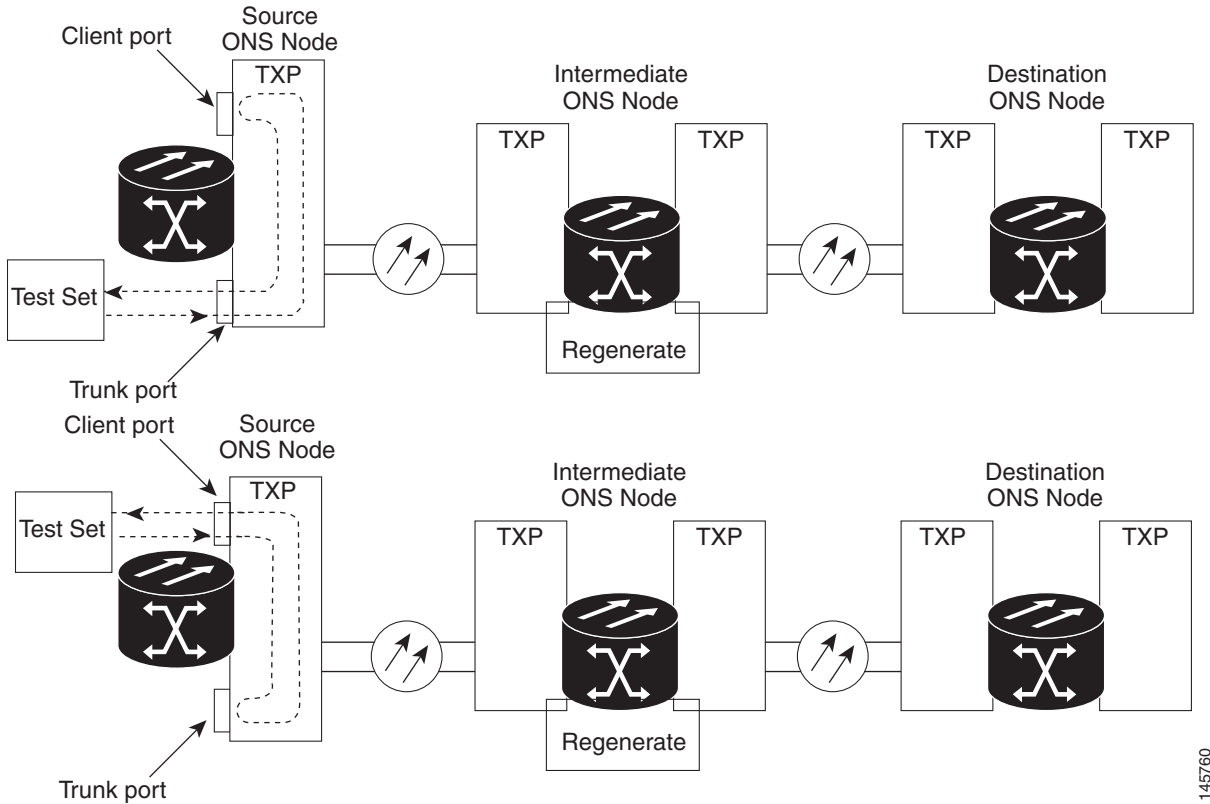 Client port
Source
ONS Node
TXP
Intermediate
ONS Node
TXP
TXP
Destination
ONS Node
TXP
TXP
Test Set
Regenerate
Trunk port
Client port
Source
ONS Node
TXP
Intermediate
ONS Node
TXP
TXP
Destination
ONS Node
TXP
TXP
Test Set
Regenerate
Trunk port
145760